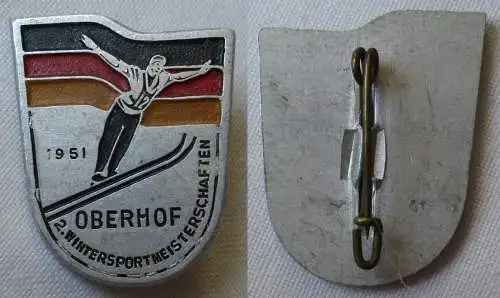 1951
OBERHOF
2. WINTERSPORTMEISTERSCHAFTEN